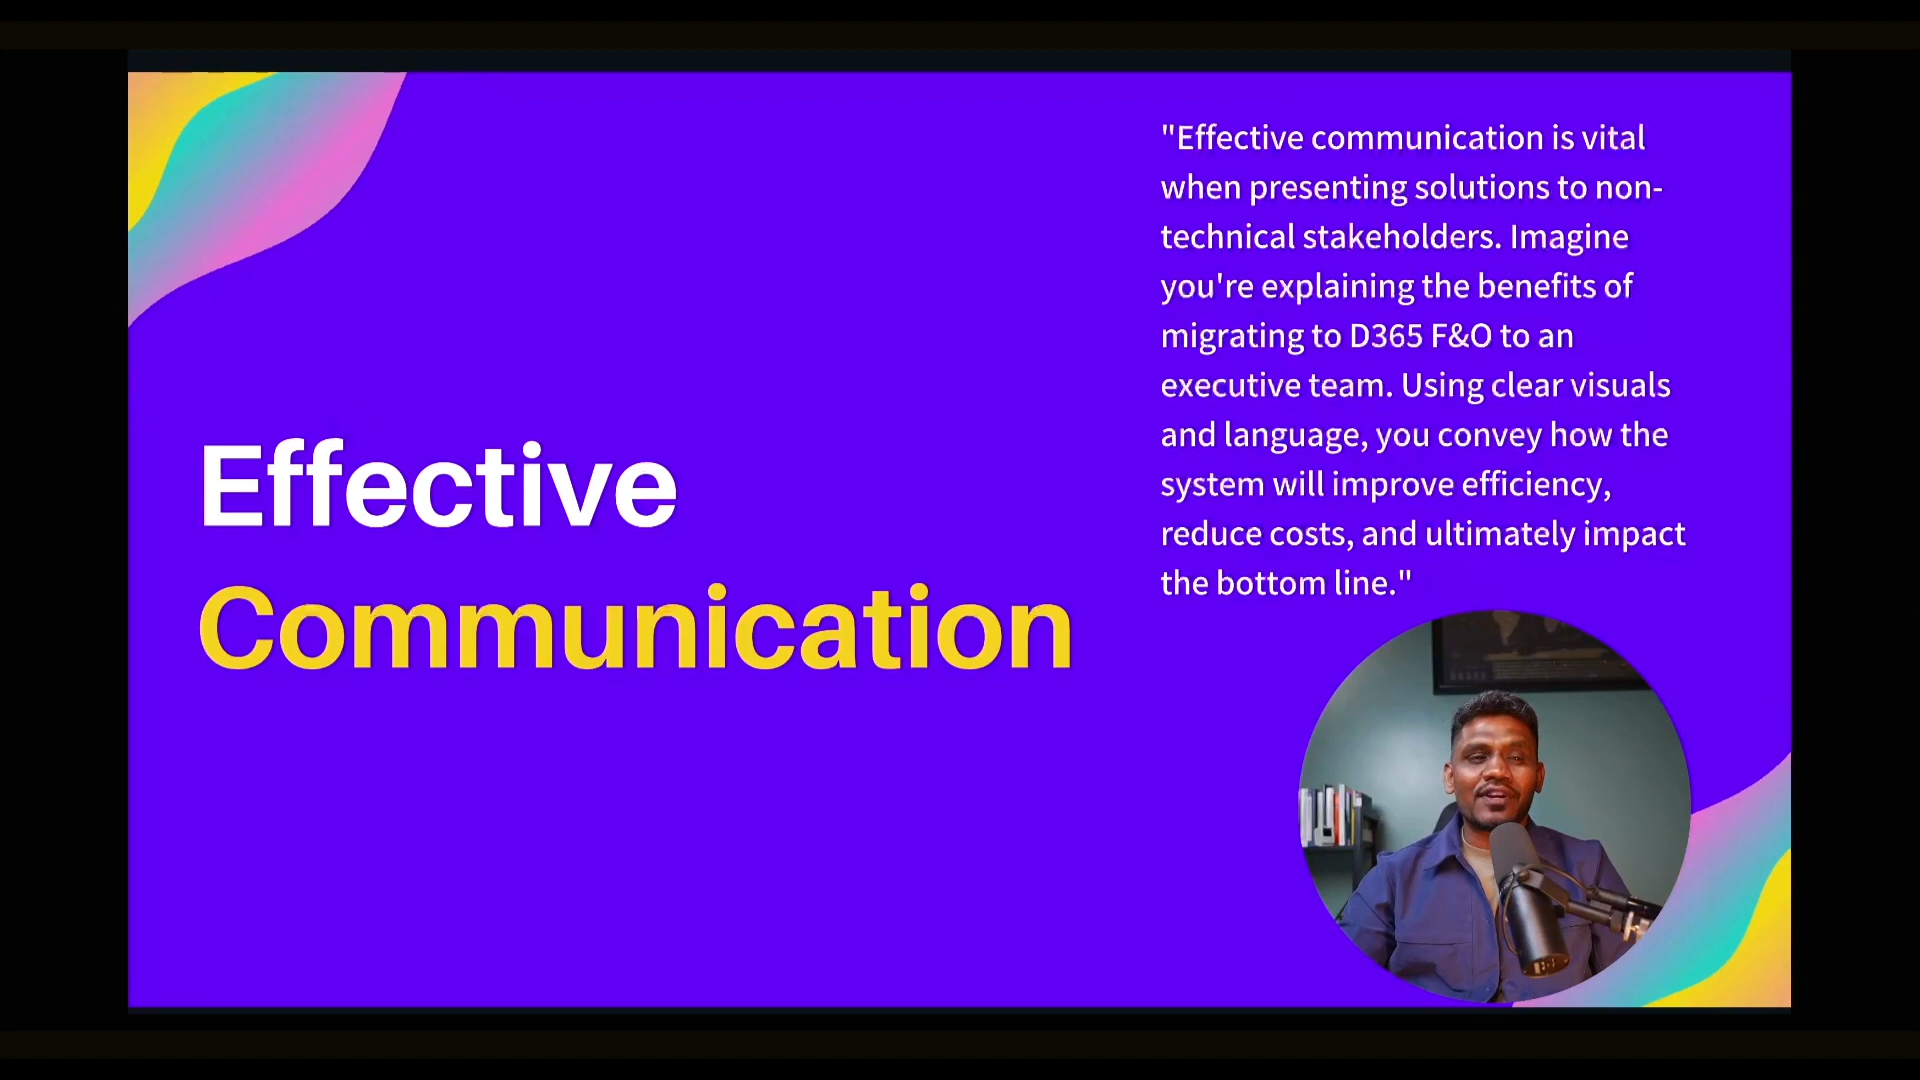 Effective
Communication
"Effective communication is vital
when presenting solutions to non-
technical stakeholders. Imagine
you're explaining the benefits of
migrating to D365 F&O to an
executive team. Using clear visuals
and language, you convey how the
system will improve efficiency,
reduce costs, and ultimately impact
the bottom line."